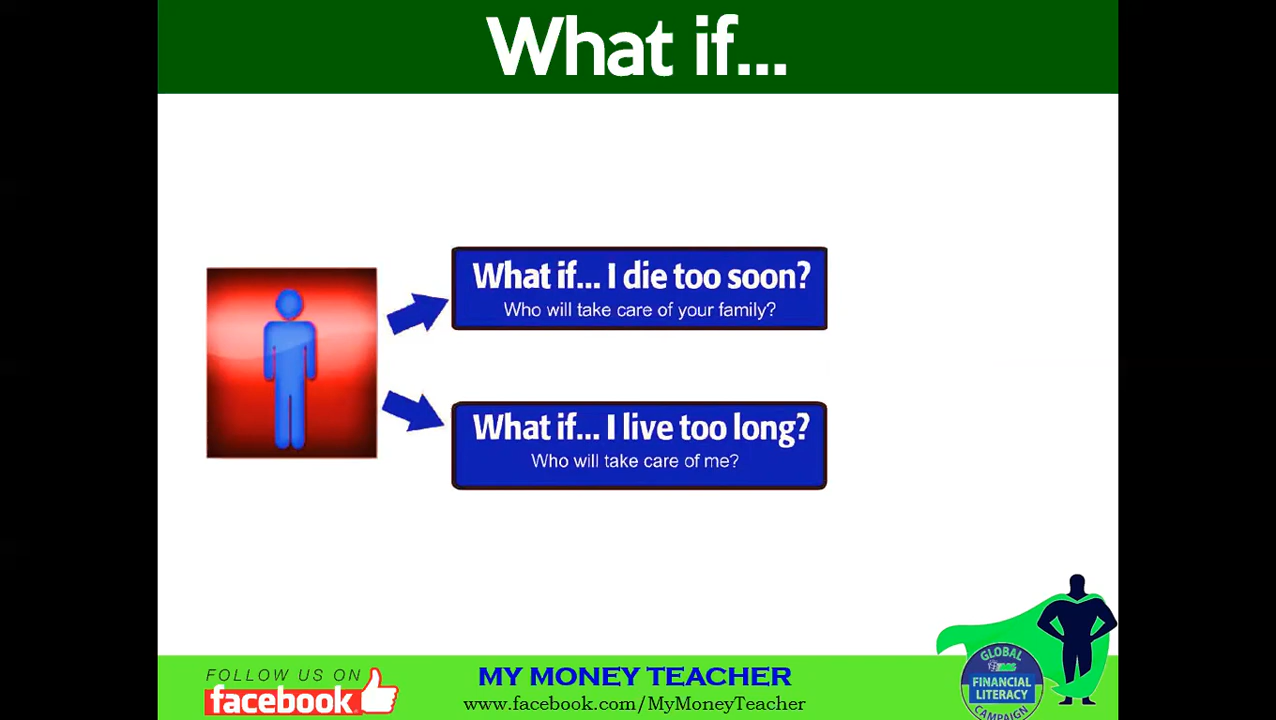 What if...
What if... I die too soon?
Who will take care of your family?
What if... I live too long?
Who will take care of me?
FOLLOW US ON
facebook
MY MONEY TEACHER
www.facebook.com/MyMoneyTeacher
GLOBAL
FINANCIAL
LITERACY
CAMPAIGN